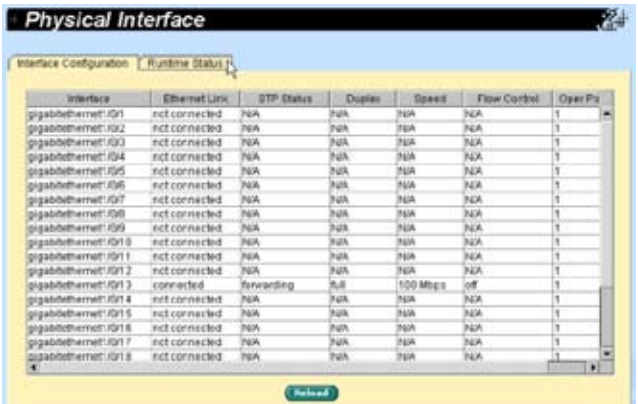 Physical Interface
Interface Configuration Runtime Status
Interface Ethernet Link STP Status Duplex Speed Flow Control Oper Po
gigabitethernet1/0/1 not connected N/A N/A N/A N/A 1
gigabitethernet1/0/2 not connected N/A N/A N/A N/A 1
gigabitethernet1/0/3 not connected N/A N/A N/A N/A 1
gigabitethernet1/0/4 not connected N/A N/A N/A N/A 1
gigabitethernet1/0/5 not connected N/A N/A N/A N/A 1
gigabitethernet1/0/6 not connected N/A N/A N/A N/A 1
gigabitethernet1/0/7 not connected N/A N/A N/A N/A 1
gigabitethernet1/0/8 not connected N/A N/A N/A N/A 1
gigabitethernet1/0/9 not connected N/A N/A N/A N/A 1
gigabitethernet1/0/10 not connected N/A N/A N/A N/A 1
gigabitethernet1/0/11 not connected N/A N/A N/A N/A 1
gigabitethernet1/0/12 not connected N/A N/A N/A N/A 1
gigabitethernet1/0/13 connected forwarding full 100 Mbps off 1
gigabitethernet1/0/14 not connected N/A N/A N/A N/A 1
gigabitethernet1/0/15 not connected N/A N/A N/A N/A 1
gigabitethernet1/0/16 not connected N/A N/A N/A N/A 1
gigabitethernet1/0/17 not connected N/A N/A N/A N/A 1
gigabitethernet1/0/18 not connected N/A N/A N/A N/A 1
Reload